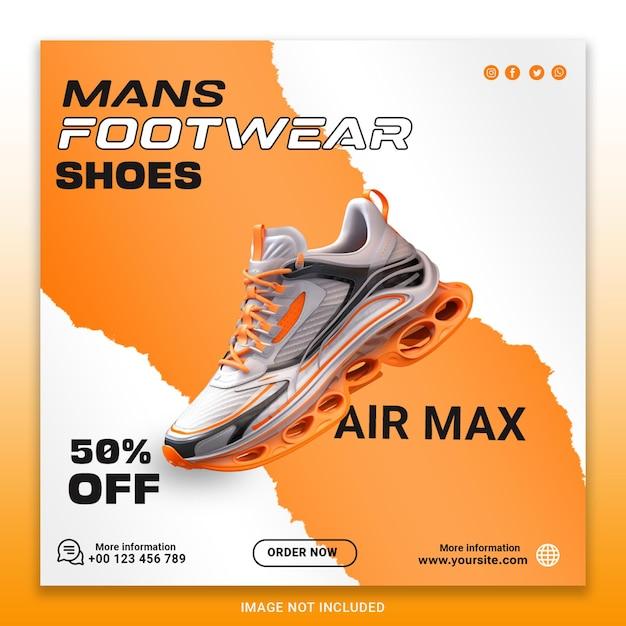 MANS
FOOTWEAR
SHOES
AIR MAX
50%
OFF
More information
+00 123 456 789
ORDER NOW
More information
www.yoursite.com
IMAGE NOT INCLUDED